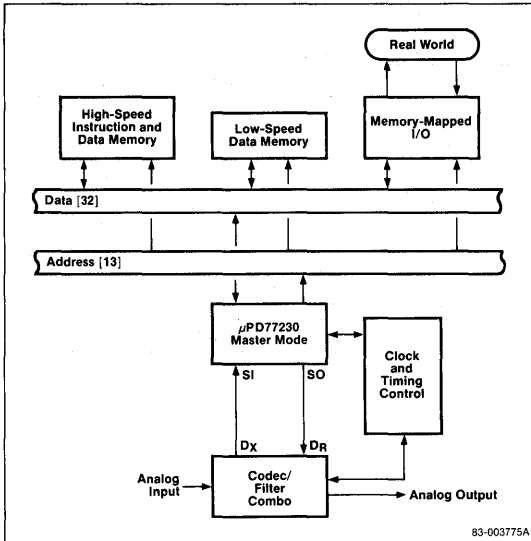 Real World
High-Speed
Instruction and
Data Memory
Low-Speed
Data Memory
Memory-Mapped
I/O
Data [32]
Address [13]
μPD77230
Master Mode
SI
SO
Clock
and
Timing
Control
DX
DR
Analog
Input
Codec/
Filter
Combo
Analog Output
83-003775A